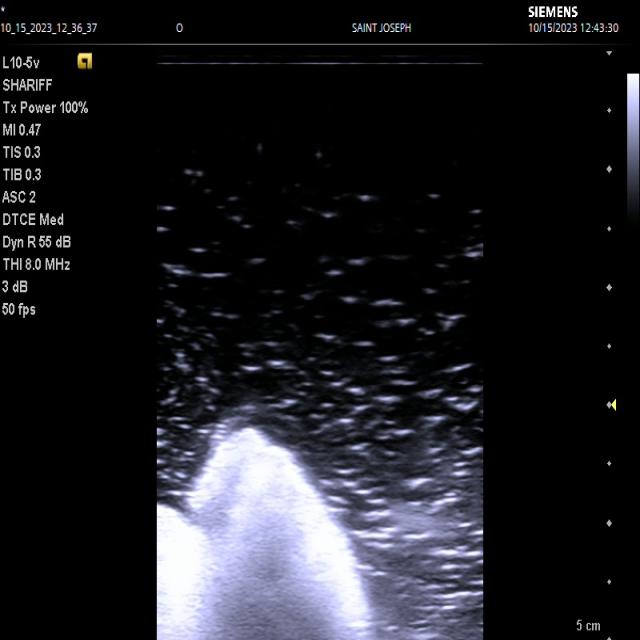 SIEMENS
10_15_2023_12_36_37 O SAINT JOSEPH 10/15/2023 12:43:30
L10-5v
SHARIFF
Tx Power 100%
MI 0.47
TIS 0.3
TIB 0.3
ASC 2
DTCE Med
Dyn R 55 dB
THI 8.0 MHz
3 dB
50 fps
5 cm